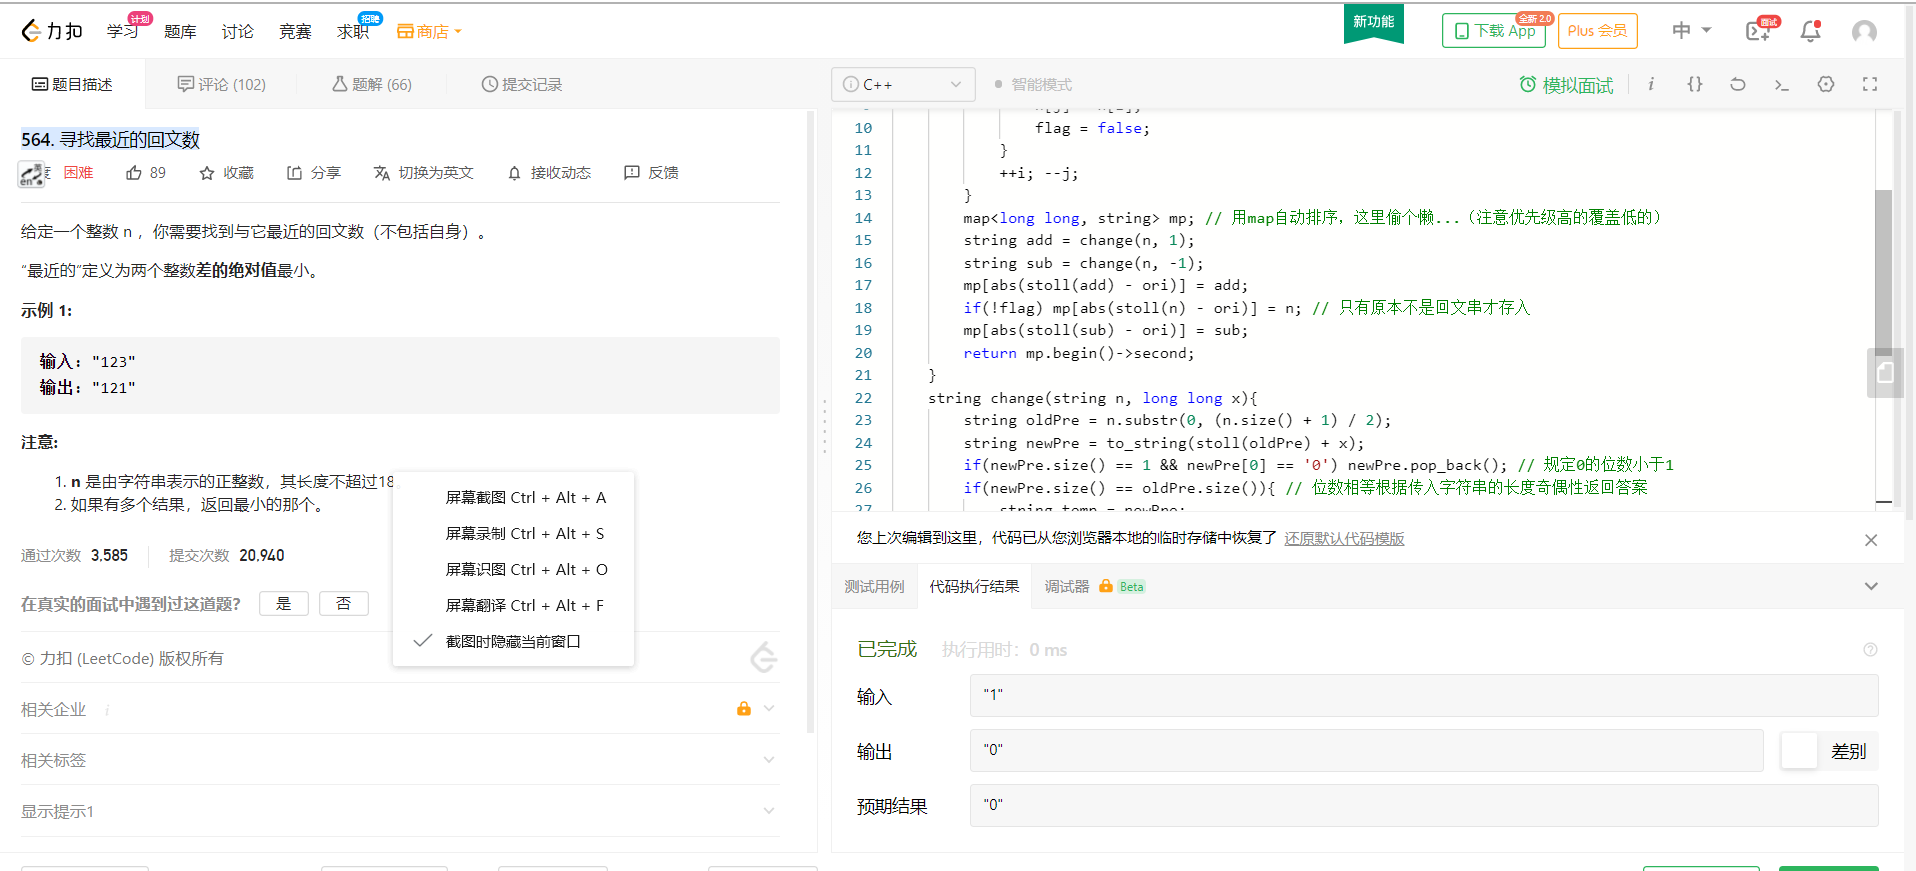 力扣
学习
计划
题库
讨论
竞赛
求职
招聘
商店
新功能
下载 App
全新 2.0
Plus 会员
中
面试
题目描述
评论 (102)
题解 (66)
提交记录
C++
智能模式
模拟面试
i
{}
564. 寻找最近的回文数
困难
89
收藏
分享
切换为英文
接收动态
反馈
给定一个整数 n ，你需要找到与它最近的回文数（不包括自身）。
“最近的”定义为两个整数差的绝对值最小。
示例 1:
输入: "123"
输出: "121"
注意:
1. n 是由字符串表示的正整数，其长度不超过18
2. 如果有多个结果，返回最小的那个。
通过次数 3,585
提交次数 20,940
在真实的面试中遇到过这道题?
是
否
© 力扣 (LeetCode) 版权所有
相关企业
i
相关标签
显示提示1
屏幕截图 Ctrl + Alt + A
屏幕录制 Ctrl + Alt + S
屏幕识图 Ctrl + Alt + O
屏幕翻译 Ctrl + Alt + F
截图时隐藏当前窗口
10 flag = false;
11 }
12 ++i; --j;
13 }
14 map<long long, string> mp; // 用map自动排序，这里偷个懒...（注意优先级高的覆盖低的）
15 string add = change(n, 1);
16 string sub = change(n, -1);
17 mp[abs(stoll(add) - ori)] = add;
18 if(!flag) mp[abs(stoll(n) - ori)] = n; // 只有原本不是回文串才存入
19 mp[abs(stoll(sub) - ori)] = sub;
20 return mp.begin()->second;
21 }
22 string change(string n, long long x){
23 string oldPre = n.substr(0, (n.size() + 1) / 2);
24 string newPre = to_string(stoll(oldPre) + x);
25 if(newPre.size() == 1 && newPre[0] == '0') newPre.pop_back(); // 规定0的位数小于1
26 if(newPre.size() == oldPre.size()){ // 位数相等根据传入字符串的长度奇偶性返回答案
27 string temp = newPre;
您上次编辑到这里，代码已从您浏览器本地的临时存储中恢复了 还原默认代码模版
测试用例
代码执行结果
调试器
Beta
已完成
执行用时: 0 ms
输入
"1"
输出
"0"
差别
预期结果
"0"